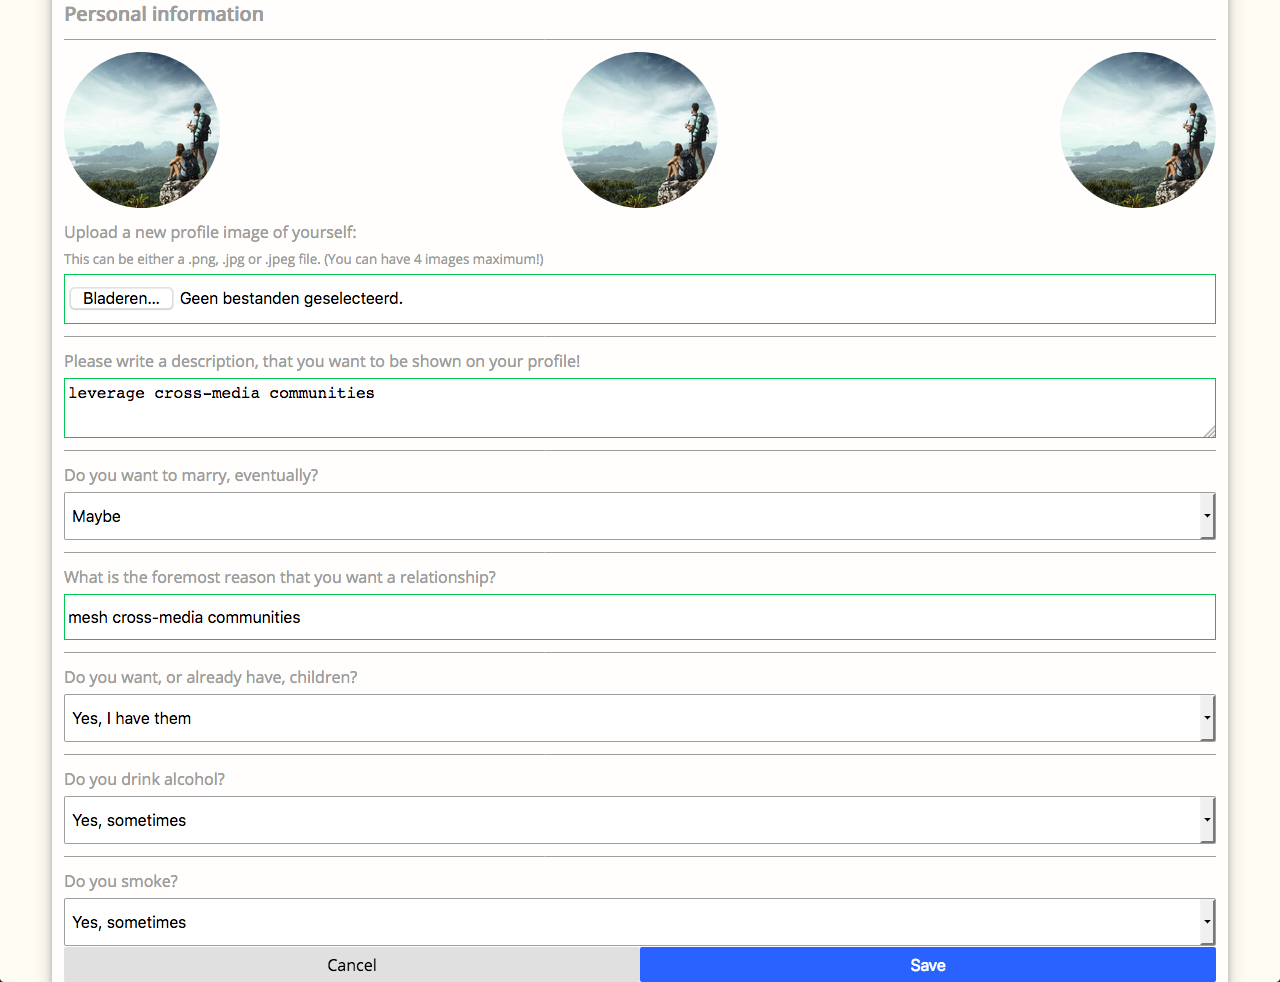 Personal information
Upload a new profile image of yourself:
This can be either a .png, .jpg or .jpeg file. (You can have 4 images maximum!)
Bladeren... Geen bestanden geselecteerd.
Please write a description, that you want to be shown on your profile!
leverage cross-media communities
Do you want to marry, eventually?
Maybe
What is the foremost reason that you want a relationship?
mesh cross-media communities
Do you want, or already have, children?
Yes, I have them
Do you drink alcohol?
Yes, sometimes
Do you smoke?
Yes, sometimes
Cancel Save